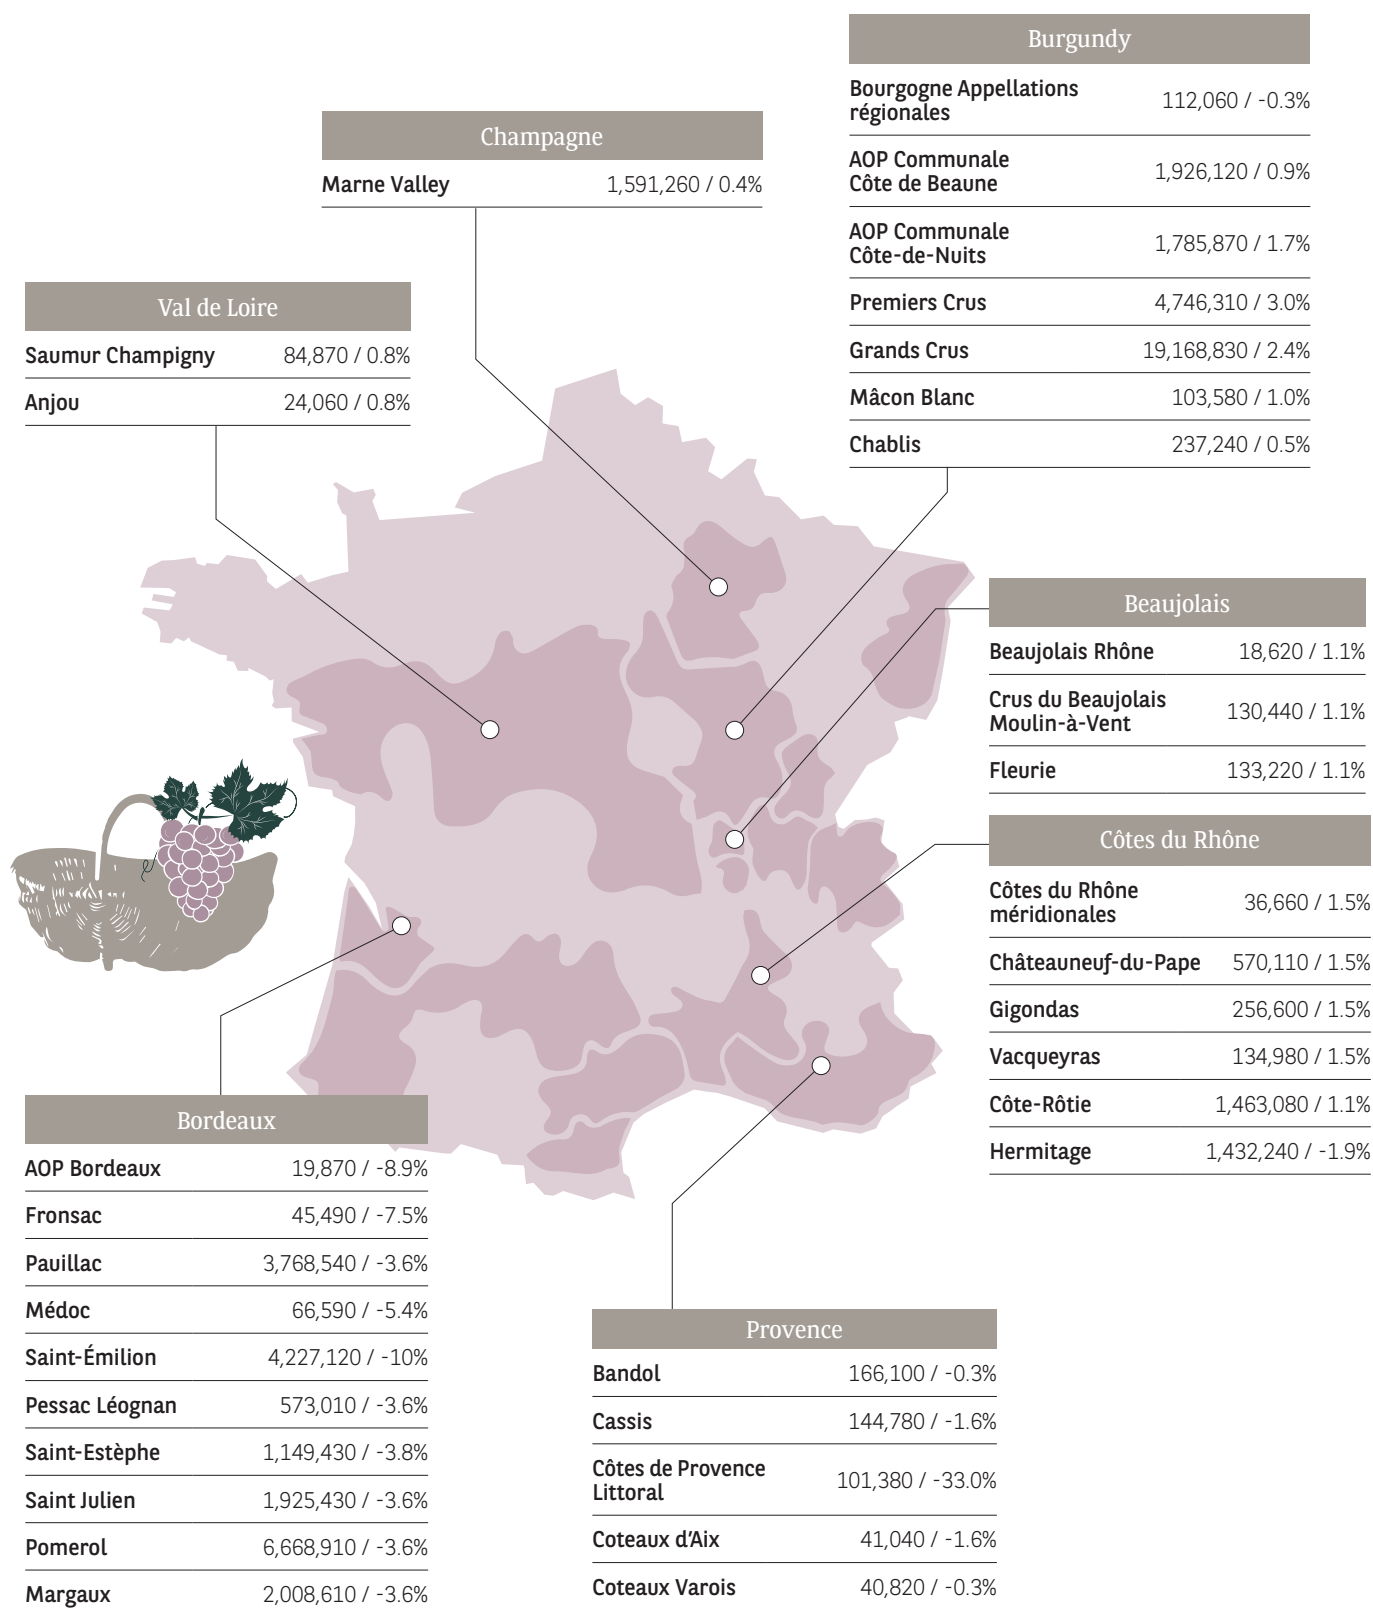 Burgundy
Bourgogne Appellations
régionales
112,060 / -0.3%
AOP Communale
Côte de Beaune
1,926,120 / 0.9%
AOP Communale
Côte-de-Nuits
1,785,870 / 1.7%
Premiers Crus 4,746,310 / 3.0%
Grands Crus 19,168,830 / 2.4%
Mâcon Blanc 103,580 / 1.0%
Chablis 237,240 / 0.5%
Champagne
Marne Valley 1,591,260 / 0.4%
Val de Loire
Saumur Champigny 84,870 / 0.8%
Anjou 24,060 / 0.8%
Beaujolais
Beaujolais Rhône 18,620 / 1.1%
Crus du Beaujolais
Moulin-à-Vent
130,440 / 1.1%
Fleurie 133,220 / 1.1%
Côtes du Rhône
Côtes du Rhône
méridionales
36,660 / 1.5%
Châteauneuf-du-Pape 570,110 / 1.5%
Gigondas 256,600 / 1.5%
Vacqueyras 134,980 / 1.5%
Côte-Rôtie 1,463,080 / 1.1%
Hermitage 1,432,240 / -1.9%
Bordeaux
AOP Bordeaux 19,870 / -8.9%
Fronsac 45,490 / -7.5%
Pauillac 3,768,540 / -3.6%
Médoc 66,590 / -5.4%
Saint-Émilion 4,227,120 / -10%
Pessac Léognan 573,010 / -3.6%
Saint-Estèphe 1,149,430 / -3.8%
Saint Julien 1,925,430 / -3.6%
Pomerol 6,668,910 / -3.6%
Margaux 2,008,610 / -3.6%
Provence
Bandol 166,100 / -0.3%
Cassis 144,780 / -1.6%
Côtes de Provence
Littoral
101,380 / -33.0%
Coteaux d'Aix 41,040 / -1.6%
Coteaux Varois 40,820 / -0.3%